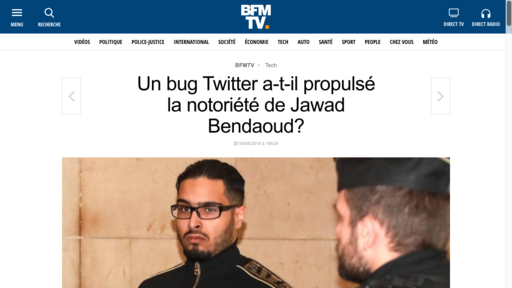 BFM
TV.
MENU
RECHERCHE
DIRECT TV
DIRECT RADIO
VIDÉOS POLITIQUE POLICE-JUSTICE INTERNATIONAL SOCIÉTÉ ÉCONOMIE TECH AUTO SANTÉ SPORT PEOPLE CHEZ VOUS MÉTÉO
BFMTV › Tech
Un bug Twitter a-t-il propulsé
la notoriété de Jawad
Bendaoud?